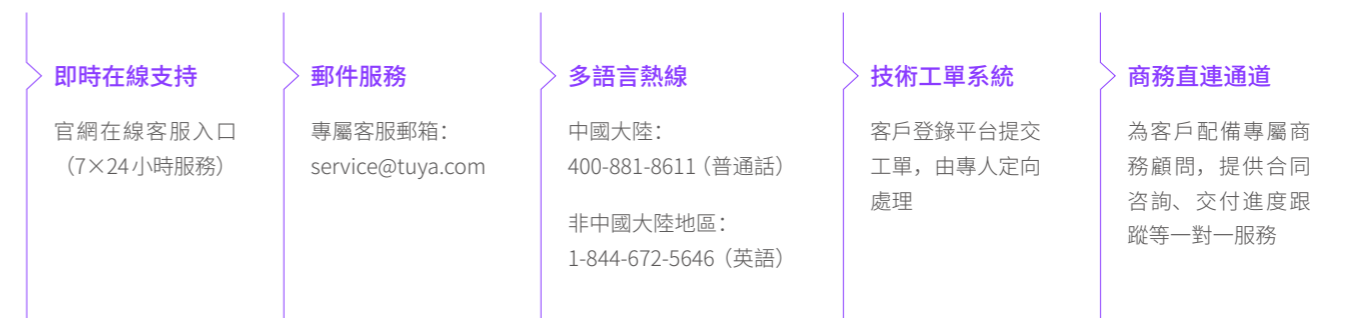 即時在線支持
官網在線客服入口
（7×24小時服務）
郵件服務
專屬客服郵箱：
service@tuya.com
多語言熱線
中國大陸：
400-881-8611（普通話）
非中國大陸地區：
1-844-672-5646（英語）
技術工單系統
客戶登錄平台提交
工單，由專人定向
處理
商務直連通道
為客戶配備專屬商
務顧問，提供合同
咨詢、交付進度跟
蹤等一對一服務